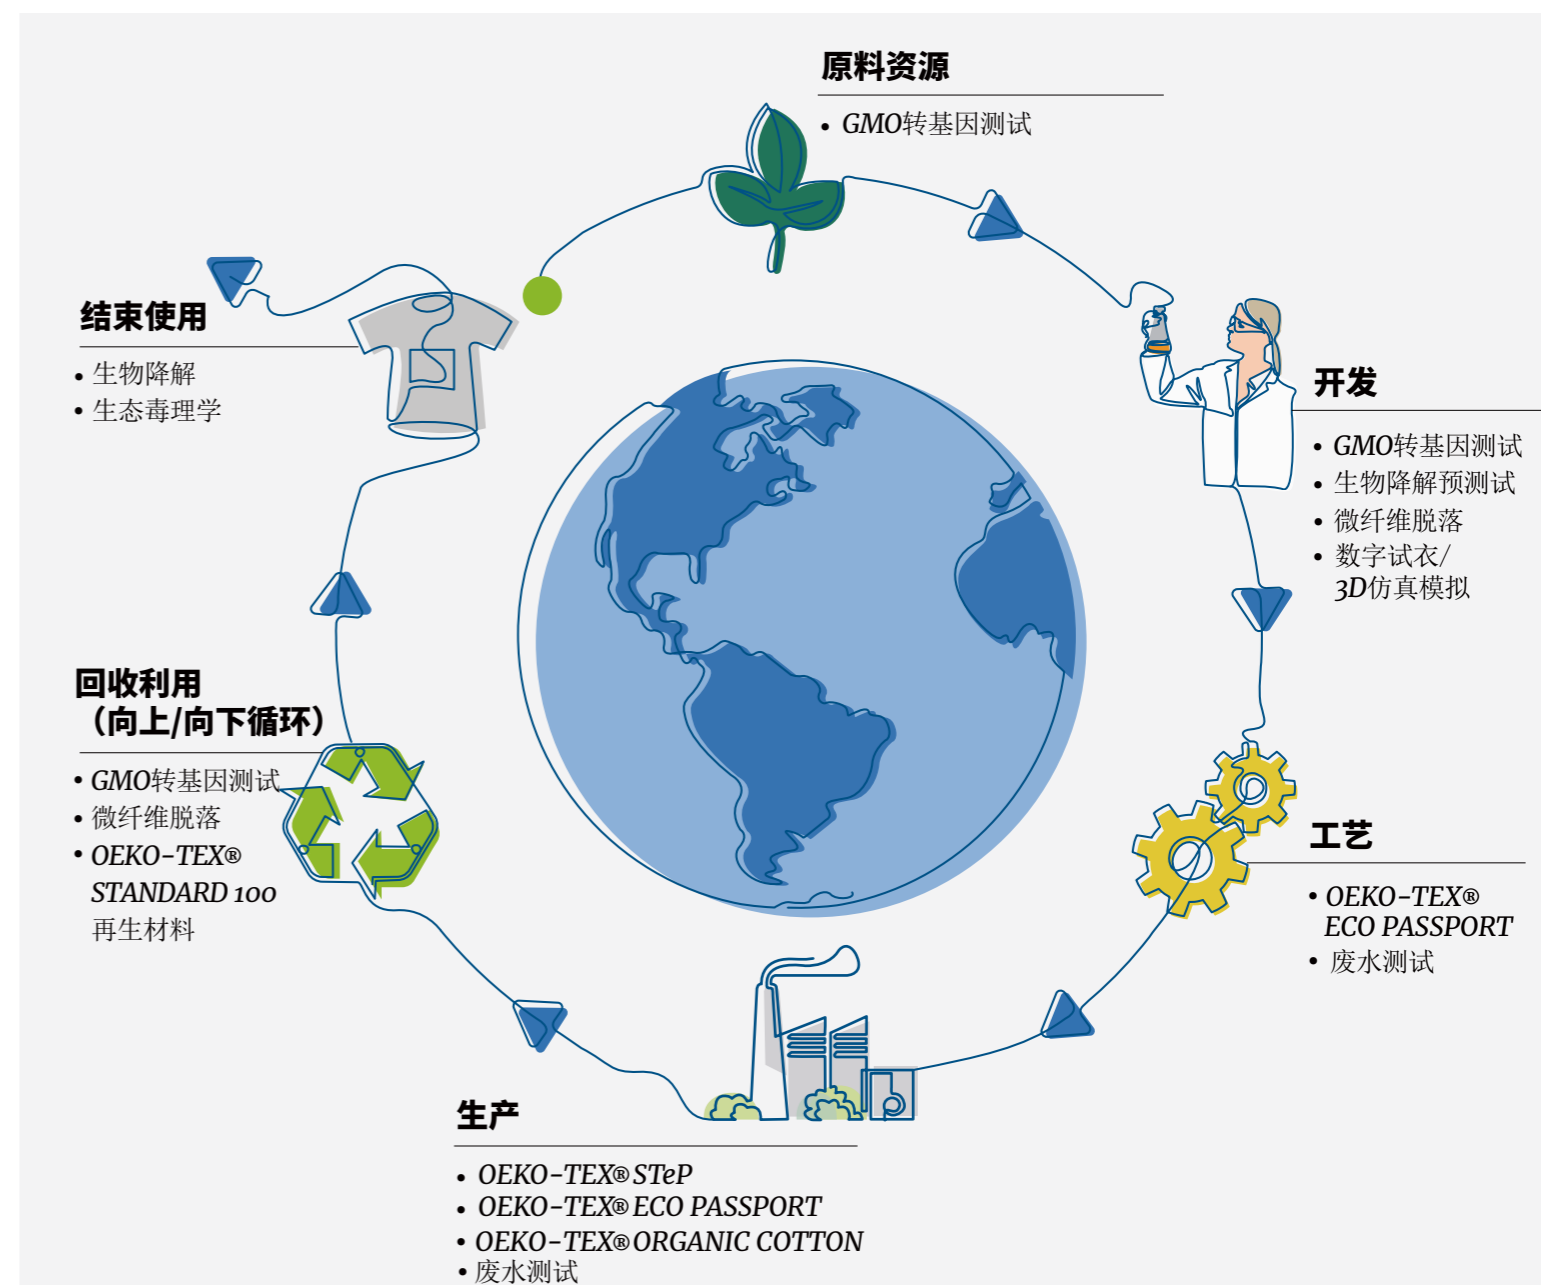 原料资源
• GMO转基因测试
开发
• GMO转基因测试
• 生物降解预测试
• 微纤维脱落
• 数字试衣/
3D仿真模拟
工艺
• OEKO-TEX®
ECO PASSPORT
• 废水测试
生产
• OEKO-TEX® STeP
• OEKO-TEX® ECO PASSPORT
• OEKO-TEX® ORGANIC COTTON
• 废水测试
回收利用
（向上/向下循环）
• GMO转基因测试
• 微纤维脱落
• OEKO-TEX®
STANDARD 100
再生材料
结束使用
• 生物降解
• 生态毒理学